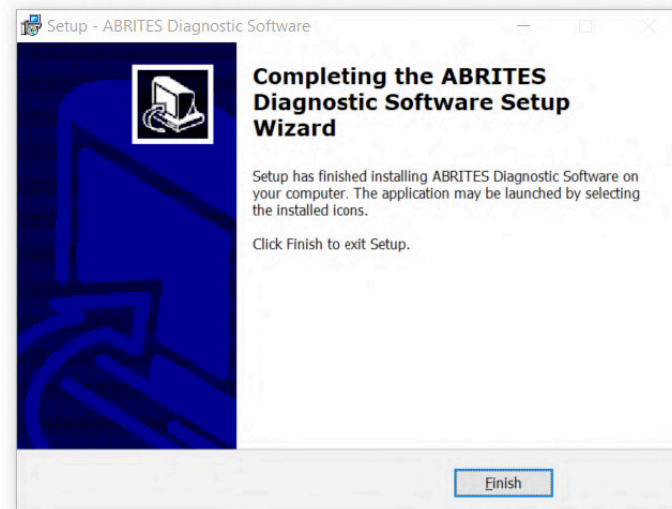 Setup - ABRITES Diagnostic Software
Completing the ABRITES
Diagnostic Software Setup
Wizard
Setup has finished installing ABRITES Diagnostic Software on
your computer. The application may be launched by selecting
the installed icons.
Click Finish to exit Setup.
Finish